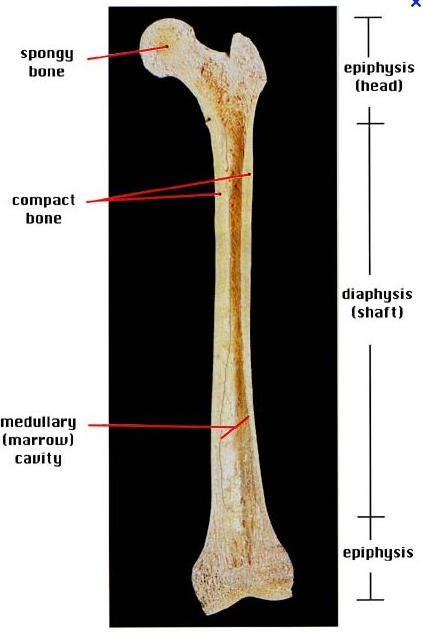 spongy
bone
epiphysis
(head)
compact
bone
diaphysis
(shaft)
medullary
(marrow)
cavity
epiphysis